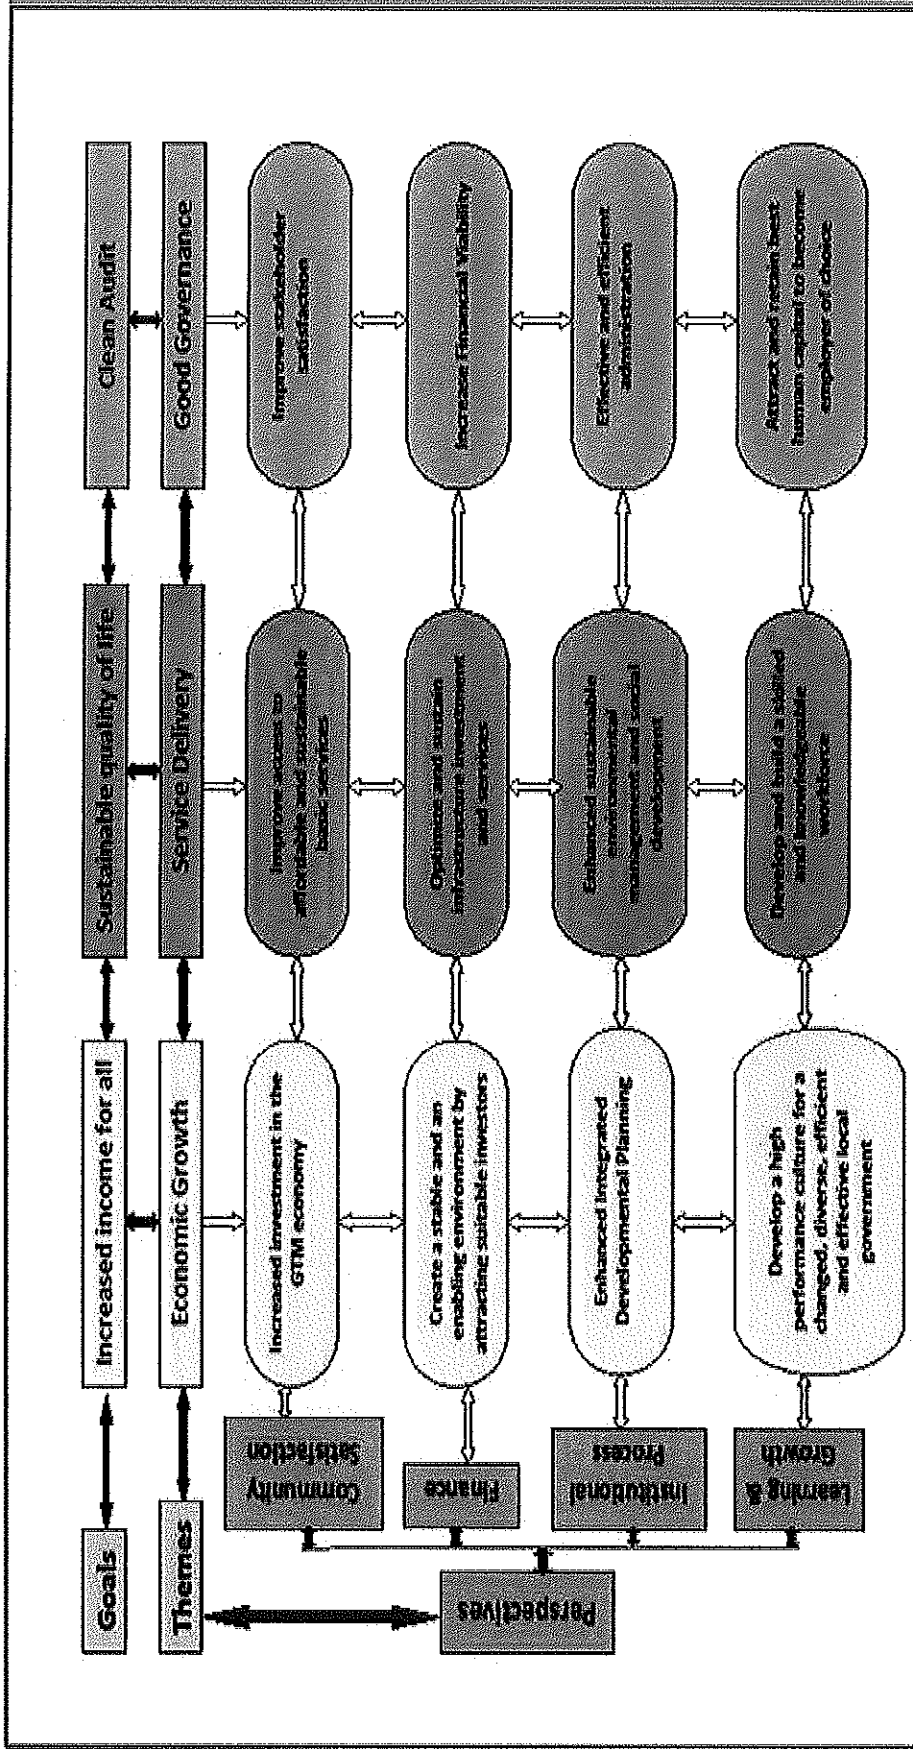 Goals
Increased income for all
Sustainable quality of life
Clean Audit
Themes
Economic Growth
Service Delivery
Good Governance
Perspectives
Community
Satisfaction
Increased investment in the
GTM economy
Improve access to
affordable and sustainable
basic services
Improve stakeholder
satisfaction
Finance
Create a stable and an
enabling environment by
attracting suitable investors
Optimize and sustain
infrastructure investment
and services
Increase Financial Viability
Institutional
Process
Enhanced Integrated
Developmental Planning
Enhanced sustainable
environmental
management and social
development
Effective and efficient
administration
Learning &
Growth
Develop a high
performance culture for a
changed, diverse, efficient
and effective local
government
Develop and build a skilled
and knowledgeable
workforce
Attract and retain best
human capital to become
employer of choice